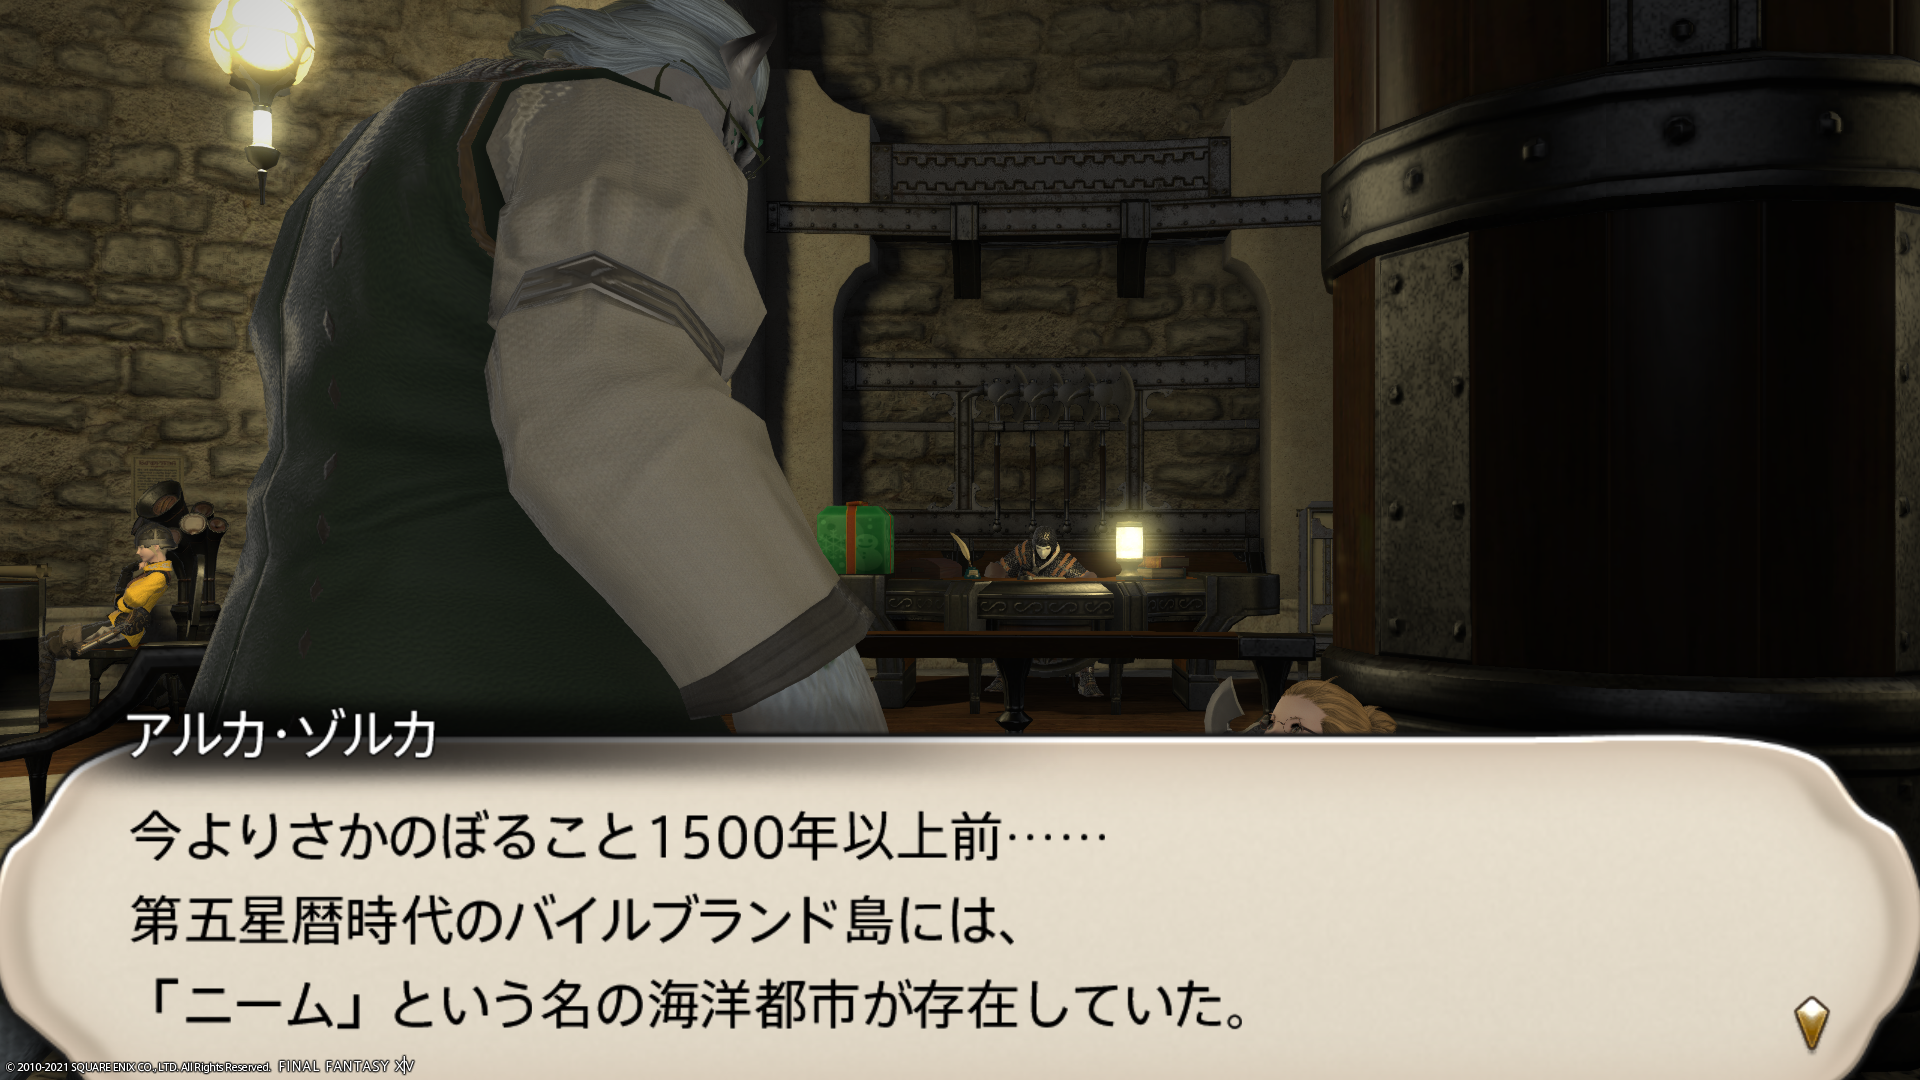 アルカ・ゾルカ
今よりさかのぼること1500年以上前……
第五星暦時代のバイルブランド島には、
「ニーム」という名の海洋都市が存在していた。
© 2010-2021 SQUARE ENIX CO., LTD. All Rights Reserved. FINAL FANTASY XIV